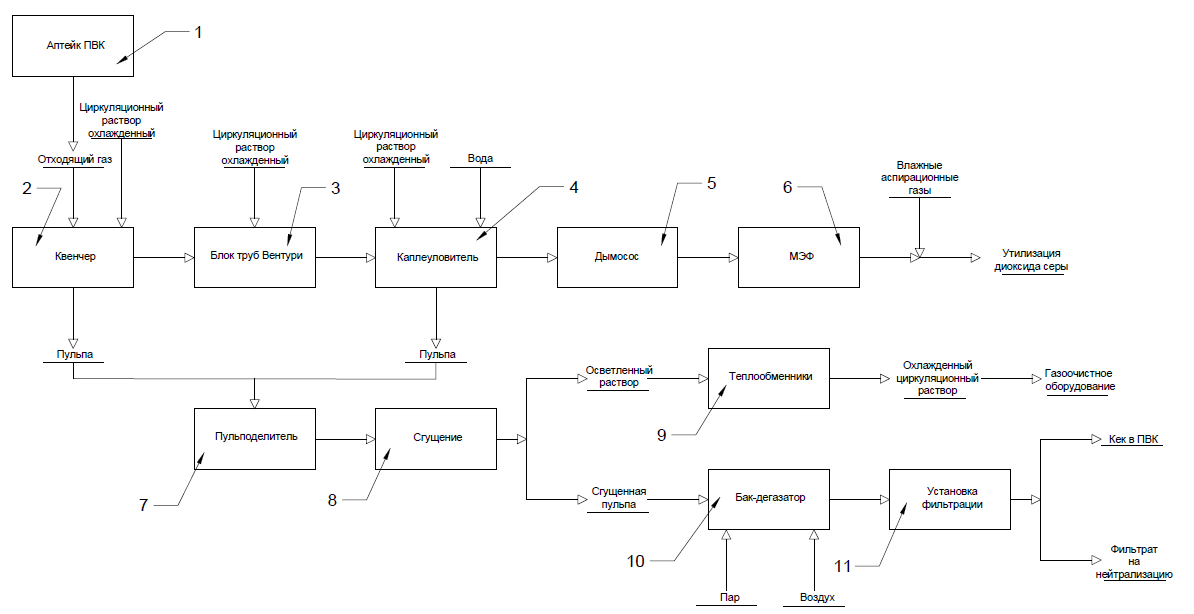 Аптейк ПВК
1
Циркуляционный
раствор
охлажденный
Отходящий газ
Циркуляционный
раствор
охлажденный
Циркуляционный
раствор
охлажденный
Вода
Влажные
аспирационные
газы
2
3
4
5
6
Квенчер
Блок труб Вентури
Каплеуловитель
Дымосос
МЭФ
Утилизация
диоксида серы
Пульпа
Пульпа
Осветленный
раствор
Теплообменники
Охлажденный
циркуляционный
раствор
Газоочистное
оборудование
9
Пульподелитель
Сгущение
7
8
Кек в ПВК
Сгущенная
пульпа
Бак-дегазатор
Установка
фильтрации
10
11
Фильтрат
на
нейтрализацию
Пар
Воздух